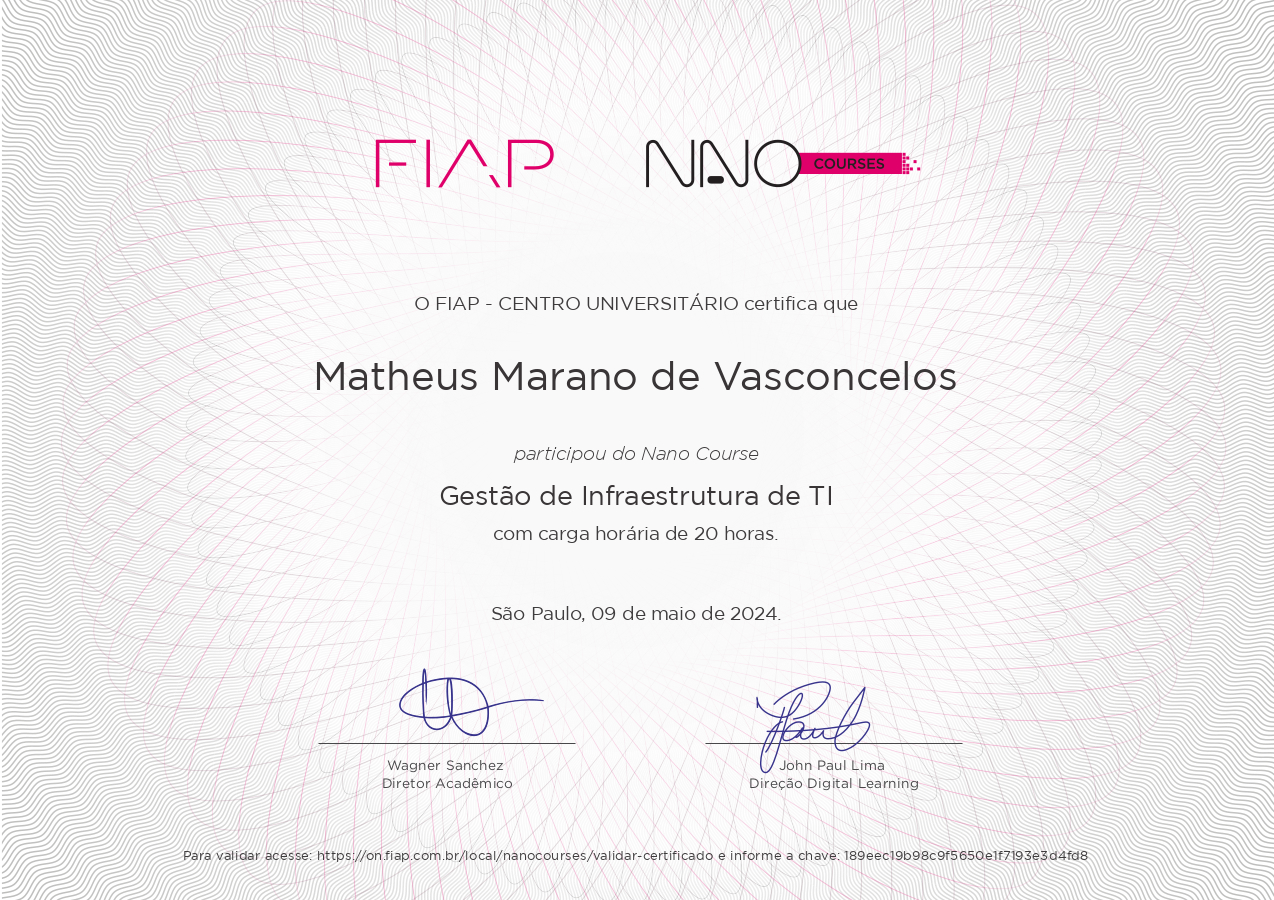 FIAP NANO COURSES
O FIAP - CENTRO UNIVERSITÁRIO certifica que
Matheus Marano de Vasconcelos
participou do Nano Course
Gestão de Infraestrutura de TI
com carga horária de 20 horas.
São Paulo, 09 de maio de 2024.
Wagner Sanchez
Diretor Acadêmico
John Paul Lima
Direção Digital Learning
Para validar acesse: https://on.fiap.com.br/local/nanocourses/validar-certificado e informe a chave: 189eec19b98c9f5650e1f7193e3d4fd8